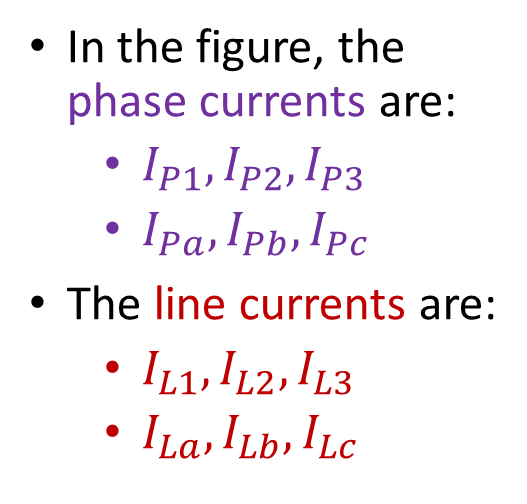 • In the figure, the
phase currents are:
• I_{P1}, I_{P2}, I_{P3}
• I_{Pa}, I_{Pb}, I_{Pc}
• The line currents are:
• I_{L1}, I_{L2}, I_{L3}
• I_{La}, I_{Lb}, I_{Lc}